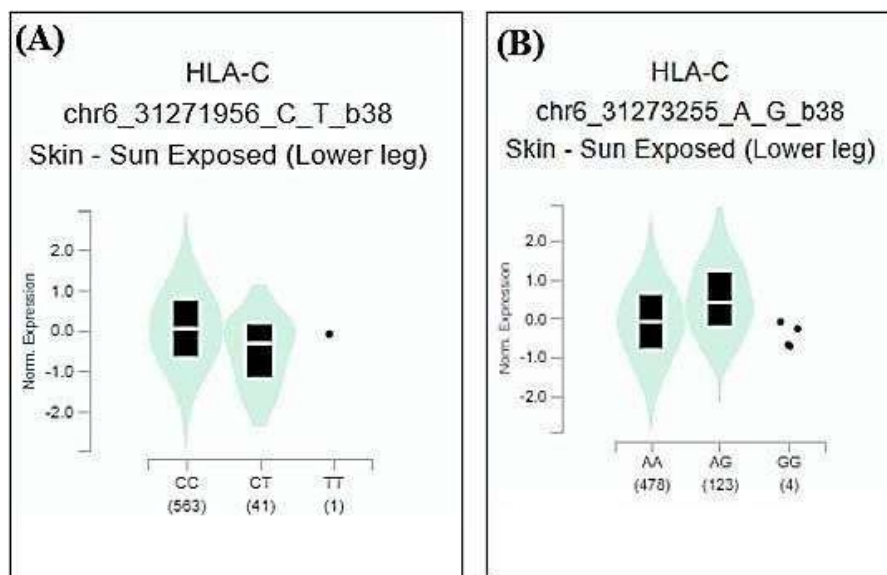 (A)
HLA-C
chr6_31271956_C_T_b38
Skin - Sun Exposed (Lower leg)
Norm. Expression
2.0
1.0
0.0
-1.0
-2.0
CC
CT
TT
(563)
(41)
(1)
(B)
HLA-C
chr6_31273255_A_G_b38
Skin - Sun Exposed (Lower leg)
Norm. Expression
2.0
1.0
0.0
-1.0
-2.0
AA
AG
GG
(478)
(123)
(4)